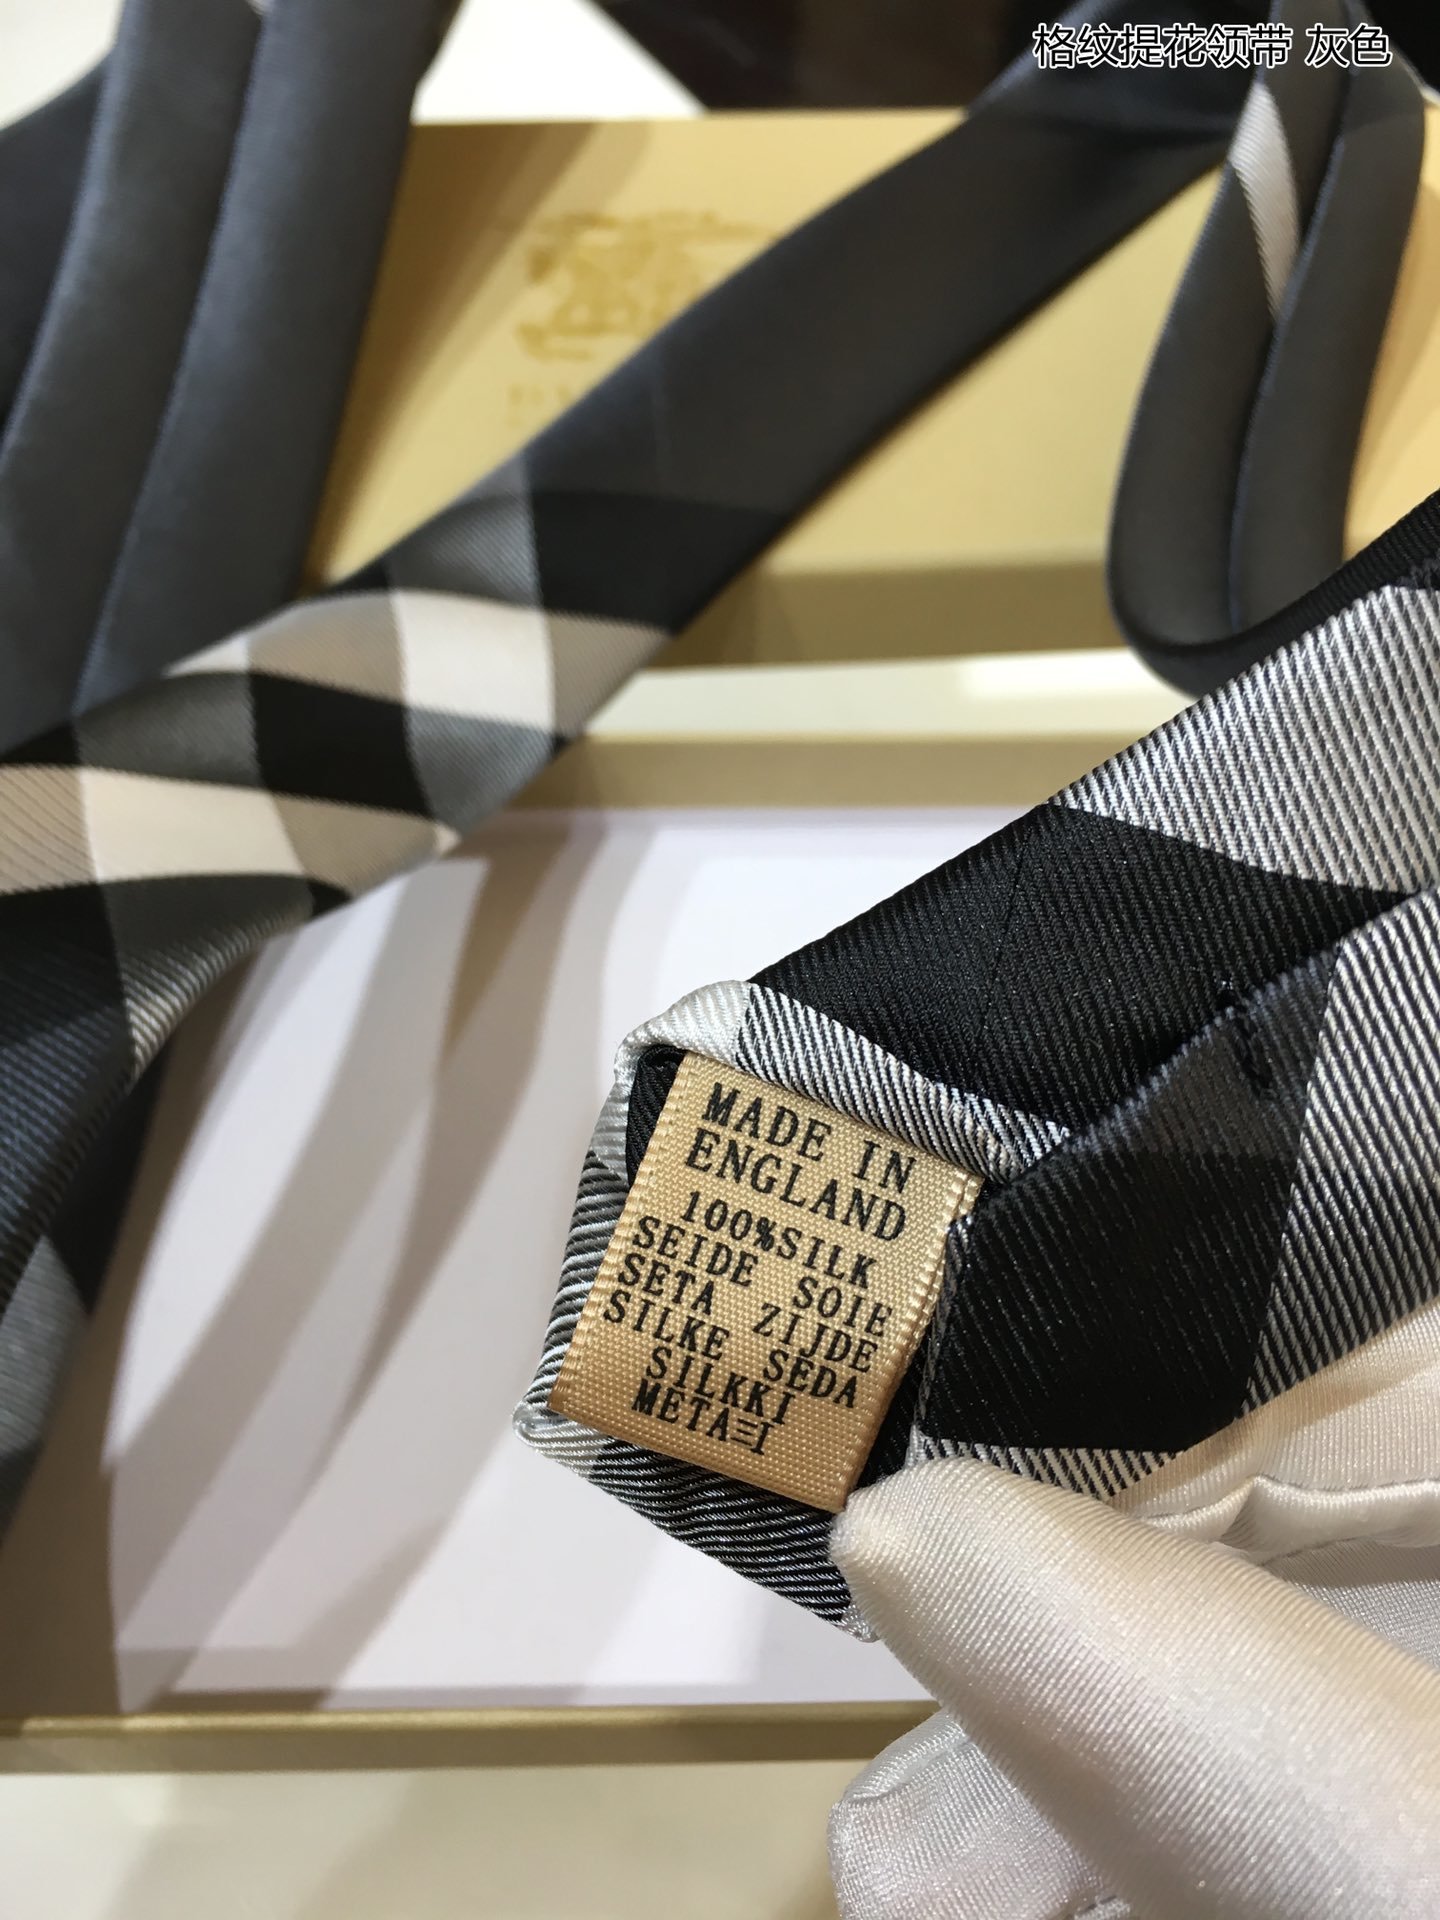 格纹提花领带 灰色
MADE IN
ENGLAND
100%SILK
SEIDE SOIE
SETA ZIJDE
SILKE SEDA
SILKKI
METAΞI